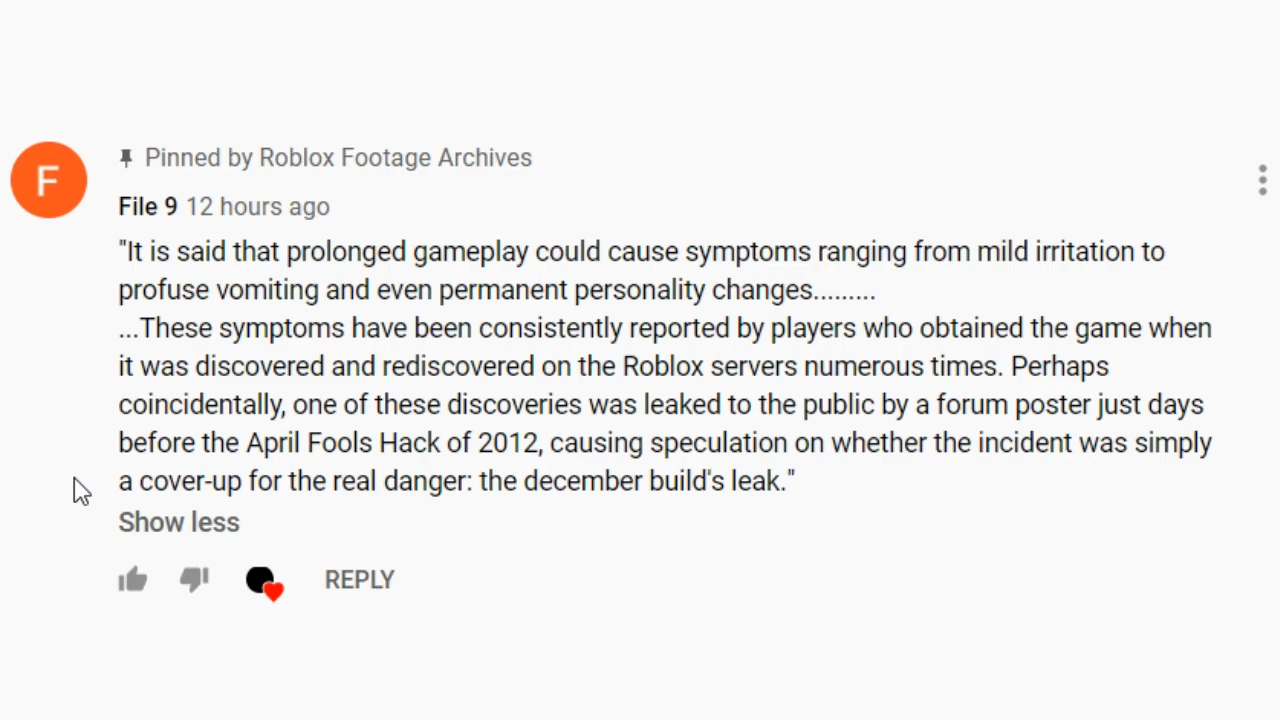 F
Pinned by Roblox Footage Archives
File 9 12 hours ago
"It is said that prolonged gameplay could cause symptoms ranging from mild irritation to
profuse vomiting and even permanent personality changes.........
...These symptoms have been consistently reported by players who obtained the game when
it was discovered and rediscovered on the Roblox servers numerous times. Perhaps
coincidentally, one of these discoveries was leaked to the public by a forum poster just days
before the April Fools Hack of 2012, causing speculation on whether the incident was simply
a cover-up for the real danger: the december build's leak."
Show less
REPLY